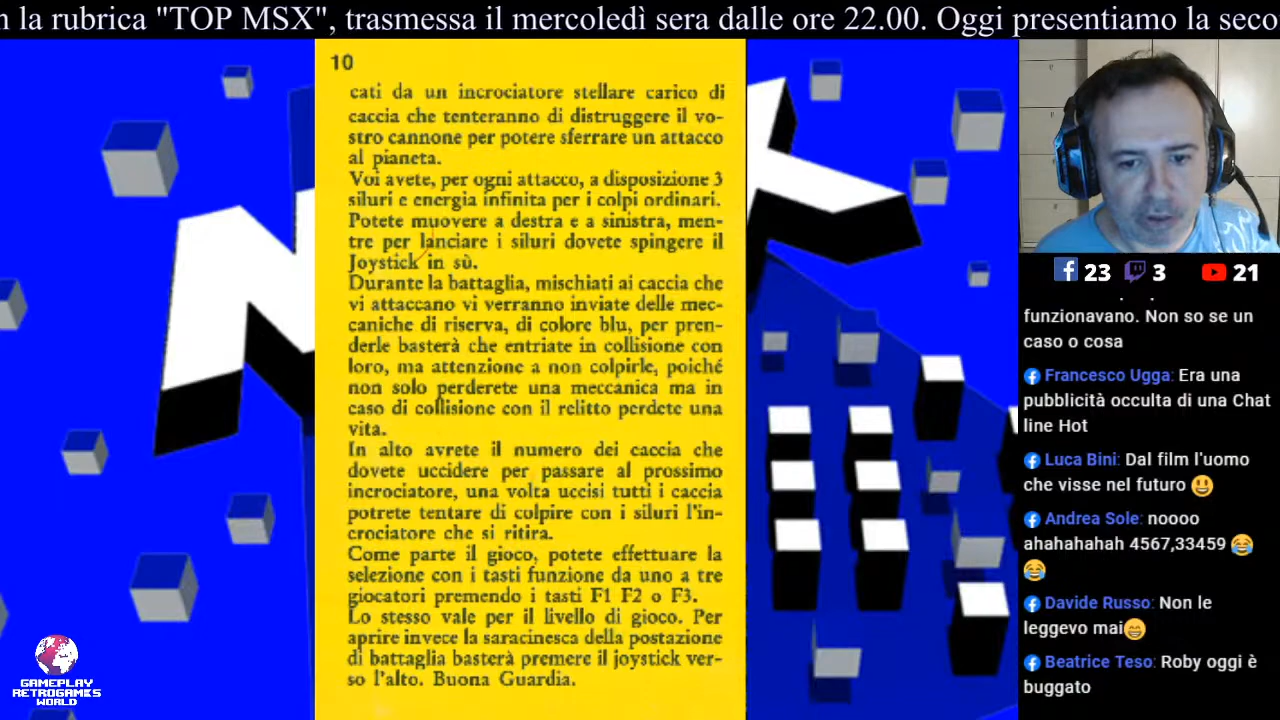 n la rubrica "TOP MSX", trasmessa il mercoledì sera dalle ore 22.00. Oggi presentiamo la seco
10
cati da un incrociatore stellare carico di
caccia che tenteranno di distruggere il vo-
stro cannone per potere sferrare un attacco
al pianeta.
Voi avete, per ogni attacco, a disposizione 3
siluri e energia infinita per i colpi ordinari.
Potete muovere a destra e a sinistra, men-
tre per lanciare i siluri dovete spingere il
Joystick in sù.
Durante la battaglia, mischiati ai caccia che
vi attaccano vi verranno inviate delle mec-
caniche di riserva, di colore blu, per pren-
derle basterà che entriate in collisione con
loro, ma attenzione a non colpirle, poiché
non solo perderete una meccanica ma in
caso di collisione con il relitto perdete una
vita.
In alto avrete il numero dei caccia che
dovete uccidere per passare al prossimo
incrociatore, una volta uccisi tutti i caccia
potrete tentare di colpire con i siluri l'in-
crociatore che si ritira.
Come parte il gioco, potete effettuare la
selezione con i tasti funzione da uno a tre
giocatori premendo i tasti F1 F2 o F3.
Lo stesso vale per il livello di gioco. Per
aprire invece la saracinesca della postazione
di battaglia basterà premere il joystick ver-
so l'alto. Buona Guardia.
23 3 21
funzionavano. Non so se un
caso o cosa
Francesco Ugga: Era una
pubblicità occulta di una Chat
line Hot
Luca Bini: Dal film l'uomo
che visse nel futuro 😃
Andrea Sole: noooo
ahahahahah 4567,33459 😂
😂
Davide Russo: Non le
leggevo mai😁
Beatrice Teso: Roby oggi è
buggato
GAMEPLAY
RETROGAMES
WORLD